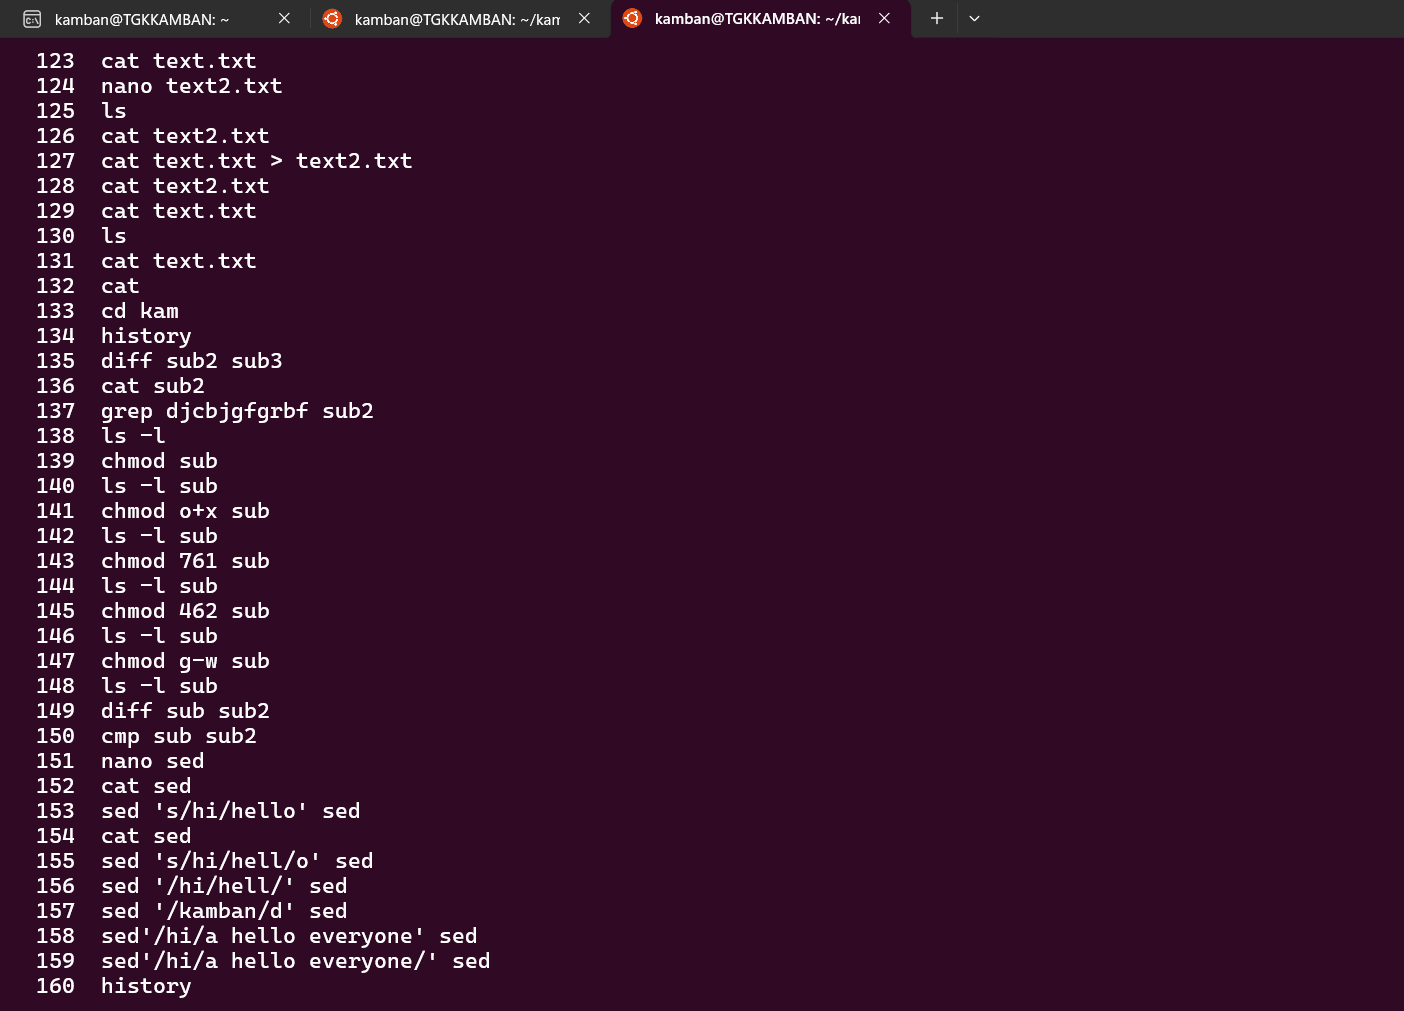 kamban@TGKKAMBAN: ~
kamban@TGKKAMBAN: ~/kam
kamban@TGKKAMBAN: ~/kar
123 cat text.txt
124 nano text2.txt
125 ls
126 cat text2.txt
127 cat text.txt > text2.txt
128 cat text2.txt
129 cat text.txt
130 ls
131 cat text.txt
132 cat
133 cd kam
134 history
135 diff sub2 sub3
136 cat sub2
137 grep djcbjgfgrbf sub2
138 ls -l
139 chmod sub
140 ls -l sub
141 chmod o+x sub
142 ls -l sub
143 chmod 761 sub
144 ls -l sub
145 chmod 462 sub
146 ls -l sub
147 chmod g-w sub
148 ls -l sub
149 diff sub sub2
150 cmp sub sub2
151 nano sed
152 cat sed
153 sed 's/hi/hello' sed
154 cat sed
155 sed 's/hi/hell/o' sed
156 sed '/hi/hell/' sed
157 sed '/kamban/d' sed
158 sed'/hi/a hello everyone' sed
159 sed'/hi/a hello everyone/' sed
160 history